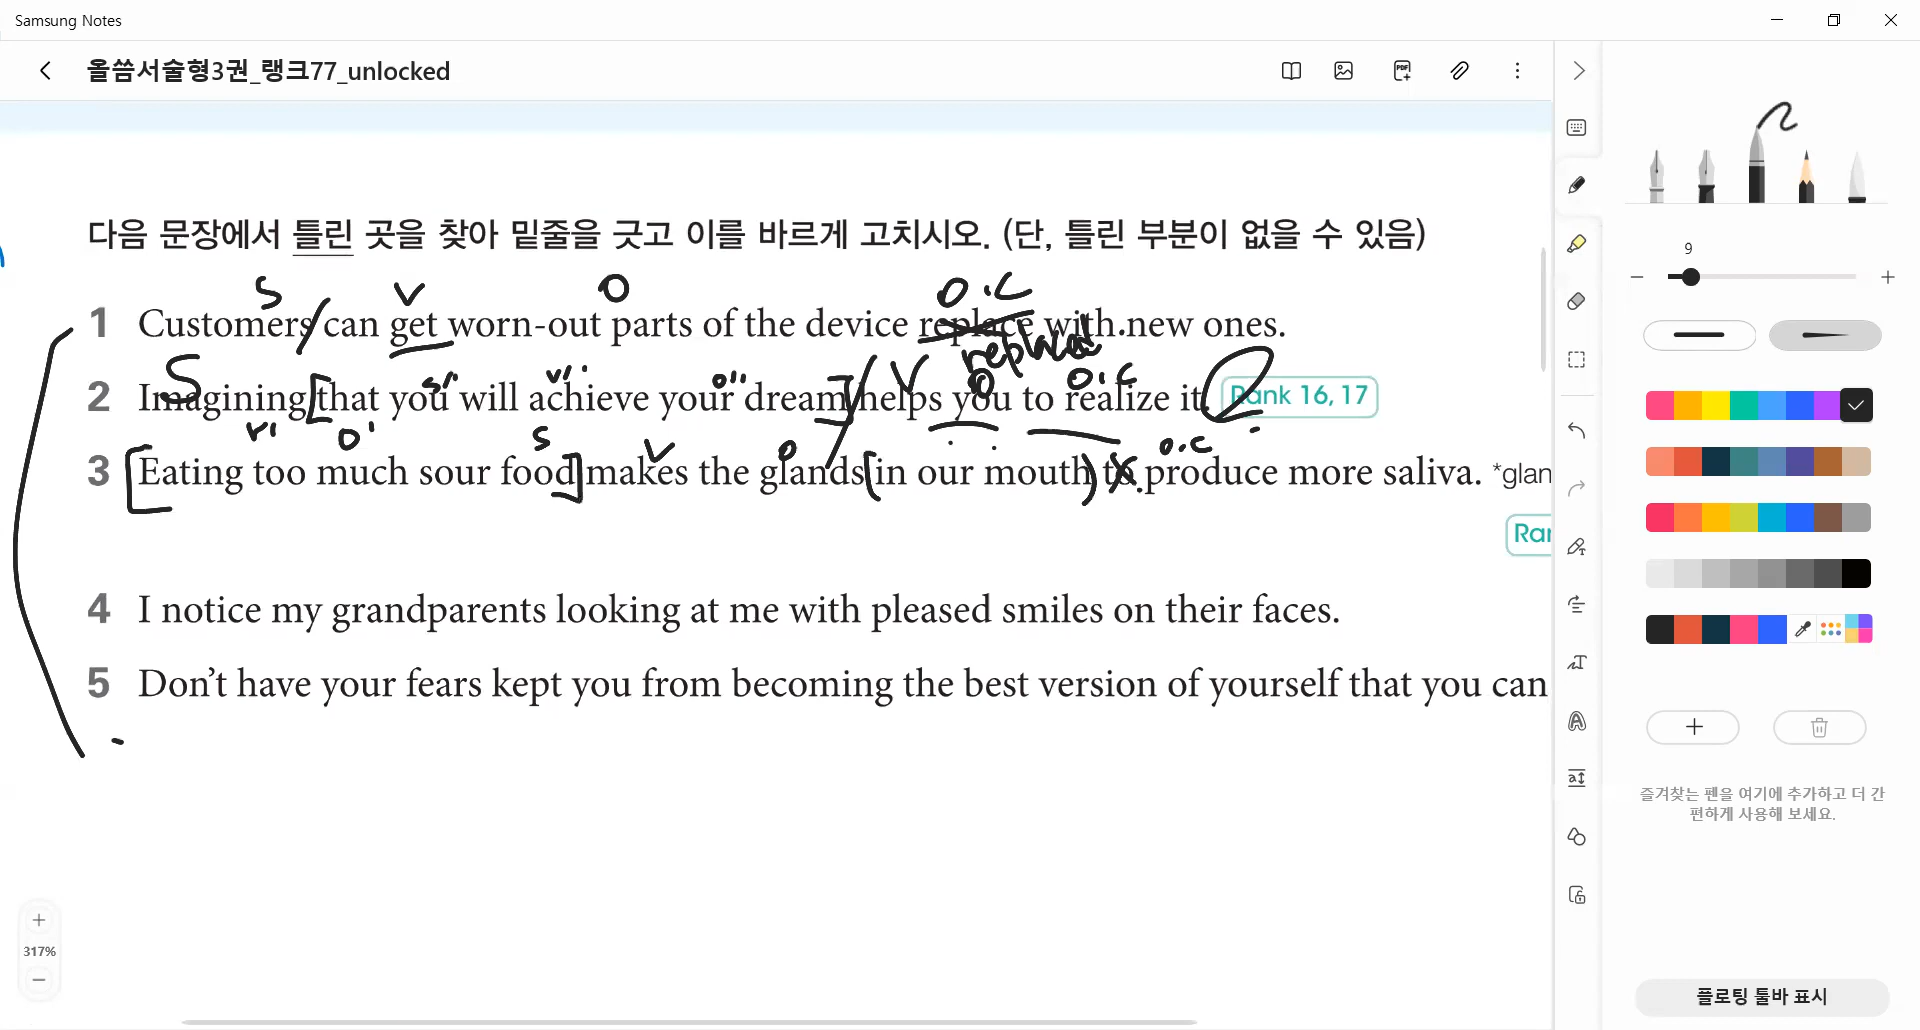 Samsung Notes
올씀서술형3권_랭크77_unlocked
PDF
다음 문장에서 틀린 곳을 찾아 밑줄을 긋고 이를 바르게 고치시오. (단, 틀린 부분이 없을 수 있음)
S V O O.C
1 Customers can get worn-out parts of the device replace with new ones.
replaced
S S'' V'' O'' V O O.C
2 Imagining that you will achieve your dream helps you to realize it. Rank 16, 17
V' O' S V O O.C
3 Eating too much sour food makes the glands in our mouth to produce more saliva. *glan
Ran
4 I notice my grandparents looking at me with pleased smiles on their faces.
5 Don't have your fears kept you from becoming the best version of yourself that you can
317%
9
즐겨찾는 펜을 여기에 추가하고 더 간
편하게 사용해 보세요.
플로팅 툴바 표시